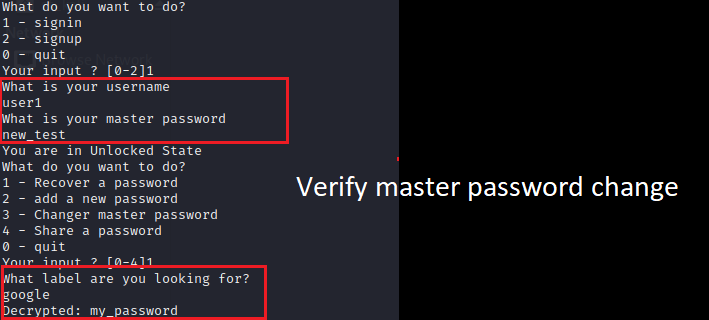 What do you want to do?
1 - signin
2 - signup
0 - quit
Your input ? [0-2]1
What is your username
user1
What is your master password
new_test
You are in Unlocked State
What do you want to do?
1 - Recover a password
2 - add a new password
3 - Changer master password
4 - Share a password
0 - quit
Your input ? [0-4]1
What label are you looking for?
google
Decrypted: my_password
Verify master password change